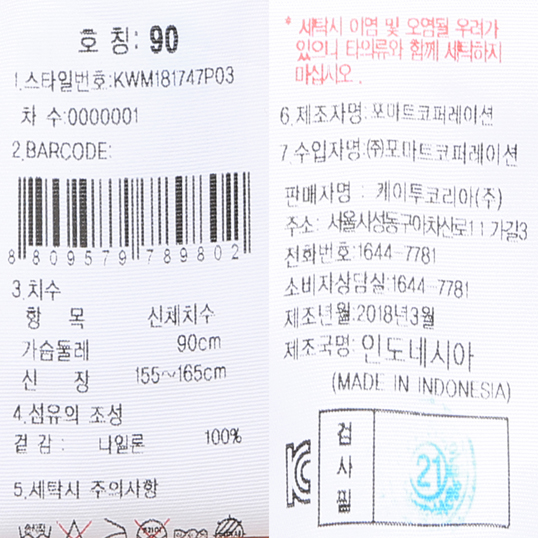 호 칭: 90
1.스타일번호:KWM181747P03
차 수:0000001
2.BARCODE:
8 809579 789802
3.치수
항 목 신체치수
가슴둘레 90cm
신 장 155~165cm
4.섬유의 조성
겉 감 : 나일론 100%
5.세탁시 주의사항
* 세탁시 이염 및 오염될 우려가
있으니 타의류와 함께 세탁하지
마십시오 .
6.제조자명:포마트코퍼레이션
7.수입자명:㈜포마트코퍼레이션
판매자명 : 케이투코리아(주)
주소: 서울시성동구아차산로11가길3
전화번호:1644-7781
소비자상담실:1644-7781
제조년월:2018년3월
제조국명: 인도네시아
(MADE IN INDONESIA)
검
사
필
21